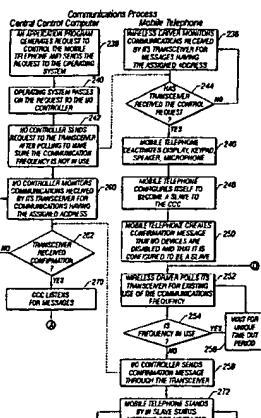 Communications Process
Central Control Computer
Mobile Telephone
AN APPLICATION PROGRAM
GENERATES REQUEST TO
CONTROL THE MOBILE
TELEPHONE AND SENDS THE
REQUEST TO THE OPERATING
SYSTEM
238
WIRELESS DRIVER MONITORS
COMMUNICATIONS RECEIVED
BY ITS TRANSCEIVER FOR
MESSAGES HAVING
THE ASSIGNED ADDRESS
236
240
OPERATING SYSTEM PASSES
ON THE REQUEST TO THE I/O
CONTROLLER
242
I/O CONTROLLER SENDS
REQUEST TO THE TRANSCEIVER
AFTER POLLING TO MAKE
SURE THE COMMUNICATION
FREQUENCY IS NOT IN USE
244
HAS
TRANSCEIVER
RECEIVED THE CONTROL
REQUEST
?
NO
YES
246
MOBILE TELEPHONE
DEACTIVATES DISPLAY, KEYPAD,
SPEAKER, MICROPHONE
I/O CONTROLLER MONITORS
COMMUNICATIONS RECEIVED
BY ITS TRANSCEIVER FOR
COMMUNICATIONS HAVING
THE ASSIGNED ADDRESS
260
248
MOBILE TELEPHONE
CONFIGURES ITSELF TO
BECOME A SLAVE TO
THE CCC
250
MOBILE TELEPHONE CREATES
CONFIRMATION MESSAGE
THAT I/O DEVICES ARE
DISABLED AND THAT IT IS
CONFIGURED TO BE A SLAVE
262
TRANSCEIVER
RECEIVED
CONFIRMATION
?
NO
YES
270
CCC LISTENS
FOR MESSAGES
A
252
WIRELESS DRIVER POLLS ITS
TRANSCEIVER FOR EXISTING
USE OF THE COMMUNICATIONS
FREQUENCY
254
IS
FREQUENCY IN USE
?
YES
NO
256
WAIT FOR
UNIQUE
TIME OUT
PERIOD
258
I/O CONTROLLER SENDS
CONFIRMATION MESSAGE
THROUGH THE TRANSCEIVER
272
MOBILE TELEPHONE STANDS
BY IN SLAVE STATUS